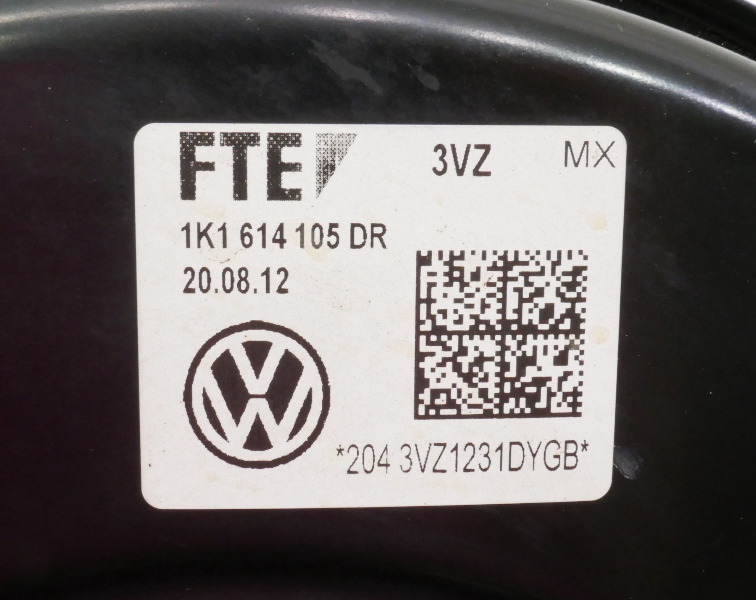 FTE 3VZ MX
1K1 614 105 DR
20.08.12
*204 3VZ1231DYGB*